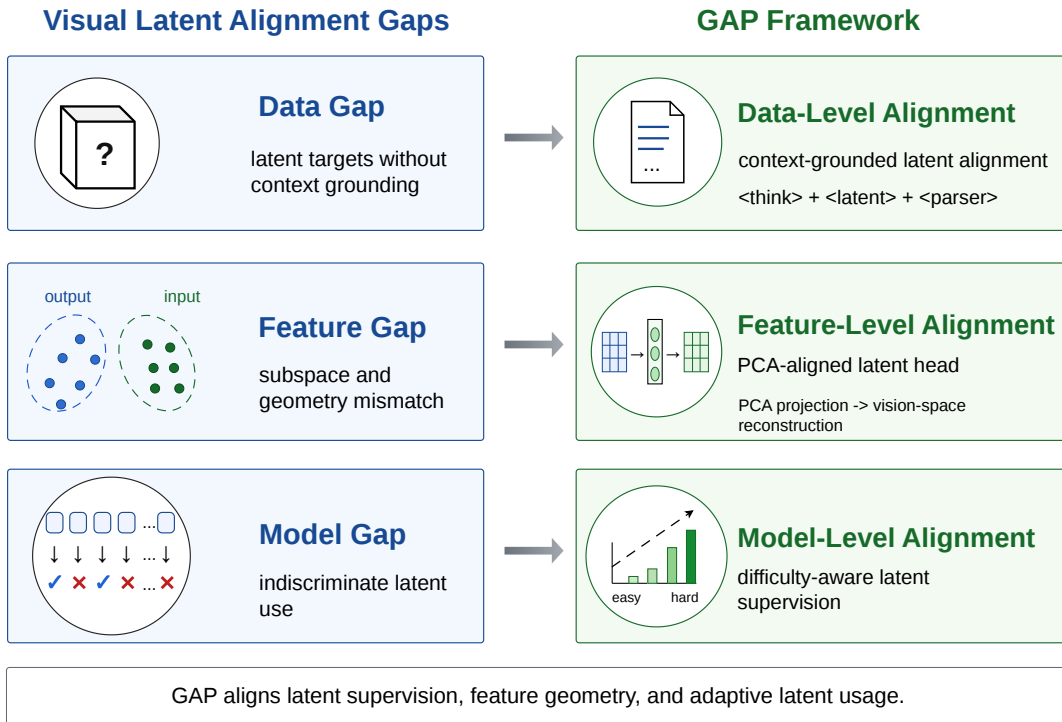 Visual Latent Alignment Gaps
GAP Framework
?
Data Gap
latent targets without
context grounding
...
Data-Level Alignment
context-grounded latent alignment
<think> + <latent> + <parser>
output
input
Feature Gap
subspace and
geometry mismatch
Feature-Level Alignment
PCA-aligned latent head
PCA projection -> vision-space
reconstruction
...
...
...
Model Gap
indiscriminate latent
use
easy
hard
Model-Level Alignment
difficulty-aware latent
supervision
GAP aligns latent supervision, feature geometry, and adaptive latent usage.